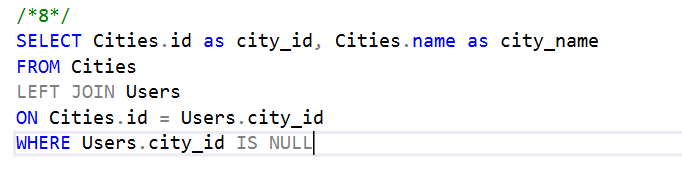 /*8*/
SELECT Cities.id as city_id, Cities.name as city_name
FROM Cities
LEFT JOIN Users
ON Cities.id = Users.city_id
WHERE Users.city_id IS NULL